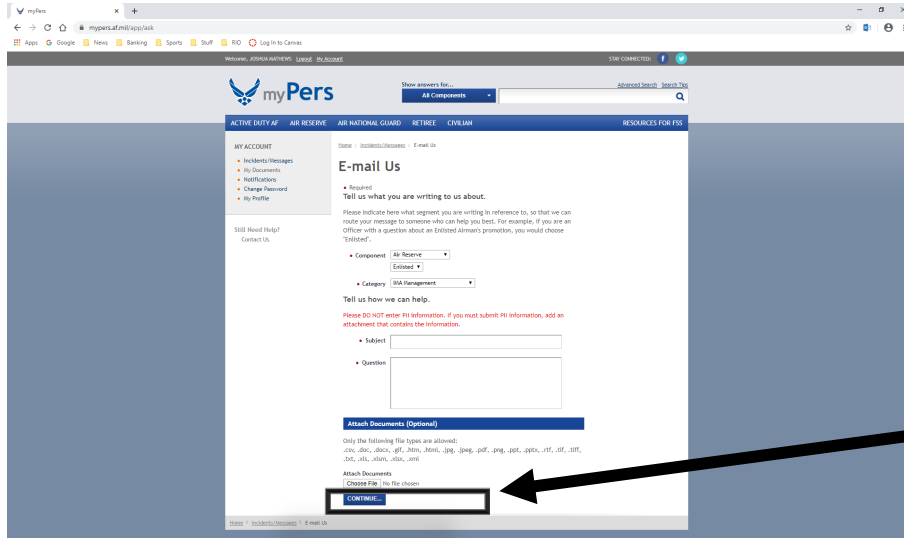 myPers
mypers.af.mil/app/ask
Apps Google News Banking Sports Stuff RIO Log In to Canvas
Welcome, JOSHUA MATHEWS Logout My Account STAY CONNECTED:
myPers
Show answers for... Advanced Search Search Tips
All Components
ACTIVE DUTY AF AIR RESERVE AIR NATIONAL GUARD RETIREE CIVILIAN RESOURCES FOR FSS
MY ACCOUNT
Incidents/Messages
My Documents
Notifications
Change Password
My Profile
Still Need Help?
Contact Us
Home Incidents/Messages E-mail Us
E-mail Us
Required
Tell us what you are writing to us about.
Please indicate here what segment you are writing in reference to, so that we can
route your message to someone who can help you best. For example, if you are an
Officer with a question about an Enlisted Airman's promotion, you would choose
"Enlisted".
Component Air Reserve
Enlisted
Category IMA Management
Tell us how we can help.
Please DO NOT enter PII information. If you must submit PII information, add an
attachment that contains the information.
Subject
Question
Attach Documents (Optional)
Only the following file types are allowed:
.csv, .doc, .docx, .gif, .htm, .html, .jpg, .jpeg, .pdf, .png, .ppt, .pptx, .rtf, .tif, .tiff,
.txt, .xls, .xlsm, .xlsx, .xml
Attach Documents
Choose File No file chosen
CONTINUE...
Home Incidents/Messages E-mail Us